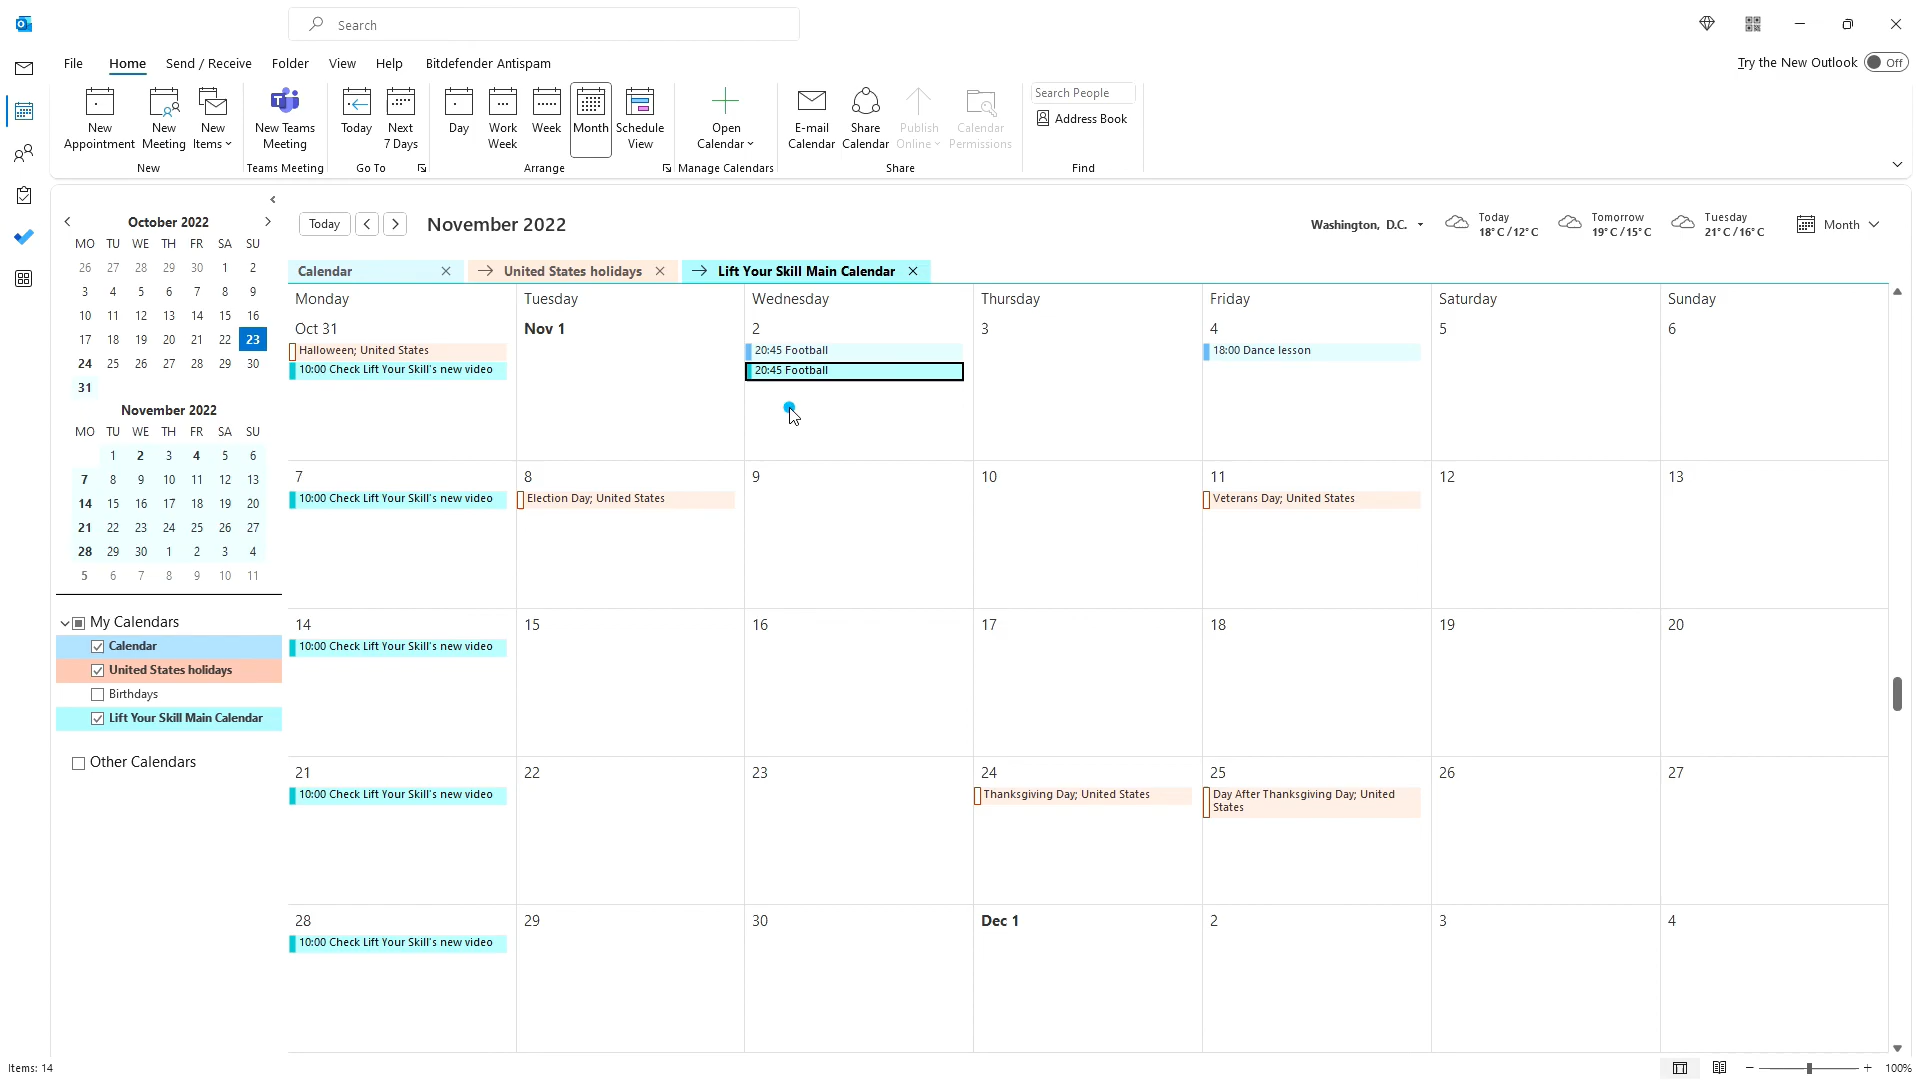 Search
File Home Send / Receive Folder View Help Bitdefender Antispam
Try the New Outlook Off
New Appointment
New Meeting
New Items
New
New Teams Meeting
Teams Meeting
Today
Next 7 Days
Go To
Day
Work Week
Week
Month
Schedule View
Arrange
Open Calendar
Manage Calendars
E-mail Calendar
Share Calendar
Publish Online
Calendar Permissions
Share
Search People
Address Book
Find
October 2022
MO TU WE TH FR SA SU
26 27 28 29 30 1 2
3 4 5 6 7 8 9
10 11 12 13 14 15 16
17 18 19 20 21 22 23
24 25 26 27 28 29 30
31
November 2022
MO TU WE TH FR SA SU
1 2 3 4 5 6
7 8 9 10 11 12 13
14 15 16 17 18 19 20
21 22 23 24 25 26 27
28 29 30 1 2 3 4
5 6 7 8 9 10 11
My Calendars
Calendar
United States holidays
Birthdays
Lift Your Skill Main Calendar
Other Calendars
Today
November 2022
Washington, D.C.
Today
18°C/12°C
Tomorrow
19°C/15°C
Tuesday
21°C/16°C
Month
Calendar
United States holidays
Lift Your Skill Main Calendar
Monday Tuesday Wednesday Thursday Friday Saturday Sunday
Oct 31 Nov 1 2 3 4 5 6
Halloween; United States
20:45 Football
18:00 Dance lesson
10:00 Check Lift Your Skill's new video
20:45 Football
7 8 9 10 11 12 13
10:00 Check Lift Your Skill's new video
Election Day; United States
Veterans Day; United States
14 15 16 17 18 19 20
10:00 Check Lift Your Skill's new video
21 22 23 24 25 26 27
10:00 Check Lift Your Skill's new video
Thanksgiving Day; United States
Day After Thanksgiving Day; United
States
28 29 30 Dec 1 2 3 4
10:00 Check Lift Your Skill's new video
Items: 14
100%